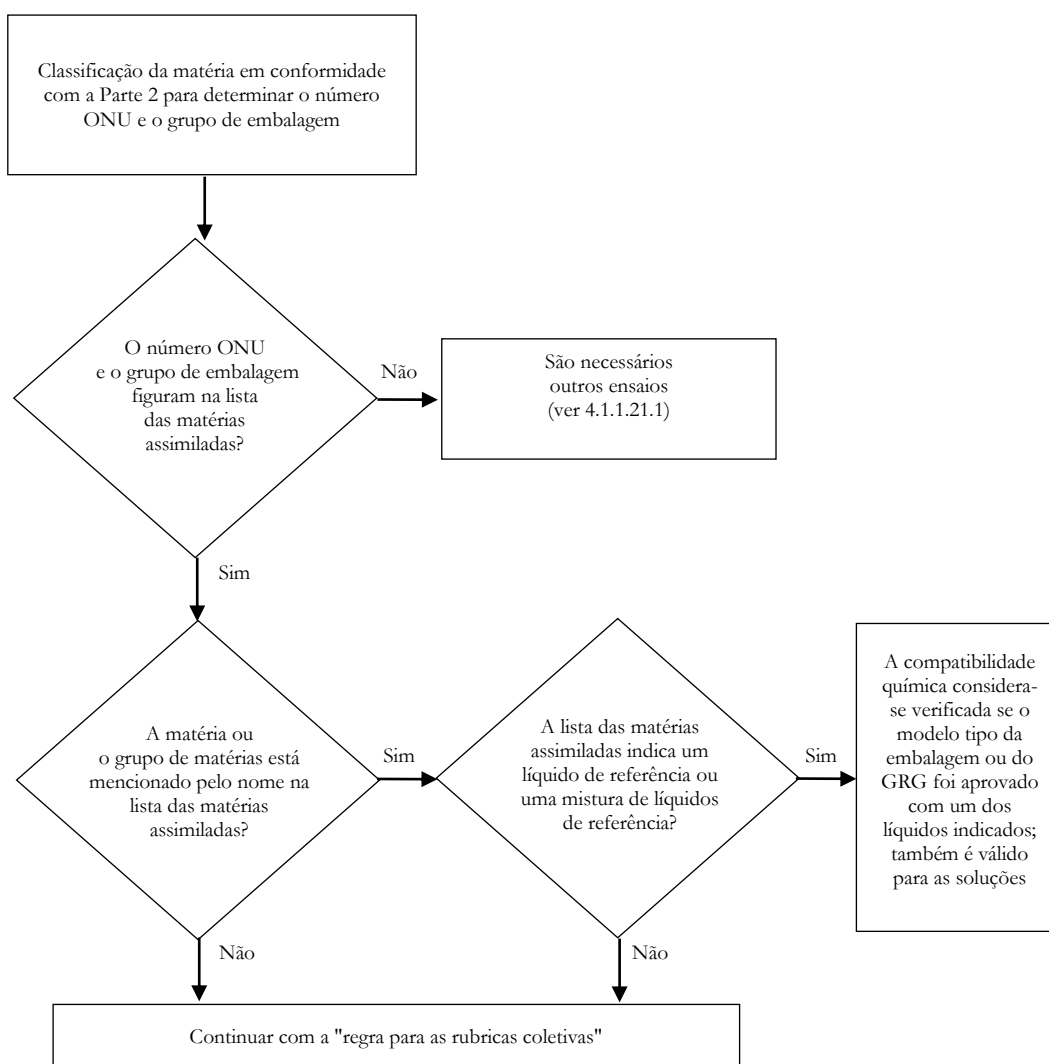 Classificação da matéria em conformidade
com a Parte 2 para determinar o número
ONU e o grupo de embalagem
O número ONU
e o grupo de embalagem
figuram na lista
das matérias
assimiladas?
Não
São necessários
outros ensaios
(ver 4.1.1.21.1)
Sim
A matéria ou
o grupo de matérias está
mencionado pelo nome na
lista das matérias
assimiladas?
Sim
A lista das matérias
assimiladas indica um
líquido de referência ou
uma mistura de líquidos
de referência?
Sim
A compatibilidade
química considera-
se verificada se o
modelo tipo da
embalagem ou do
GRG foi aprovado
com um dos
líquidos indicados;
também é válido
para as soluções
Não
Não
Continuar com a "regra para as rubricas coletivas"